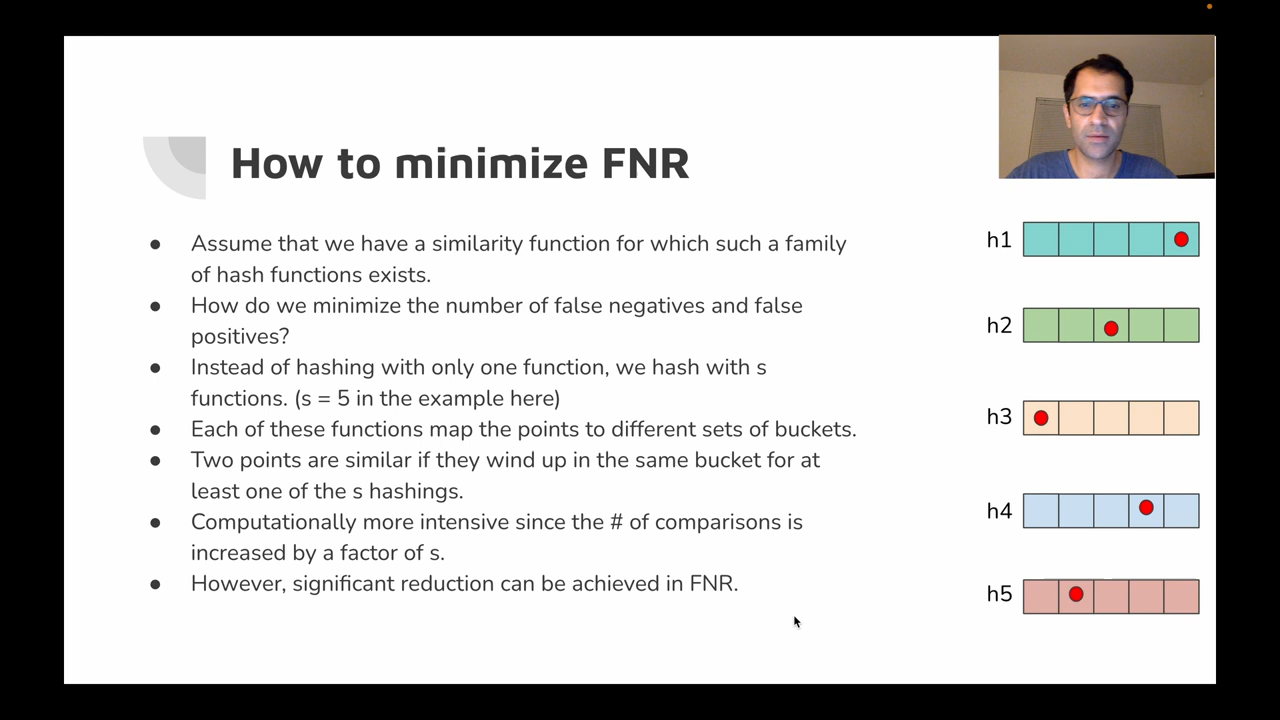 How to minimize FNR
● Assume that we have a similarity function for which such a family
of hash functions exists.
● How do we minimize the number of false negatives and false
positives?
● Instead of hashing with only one function, we hash with s
functions. (s = 5 in the example here)
● Each of these functions map the points to different sets of buckets.
● Two points are similar if they wind up in the same bucket for at
least one of the s hashings.
● Computationally more intensive since the # of comparisons is
increased by a factor of s.
● However, significant reduction can be achieved in FNR.
h1
h2
h3
h4
h5